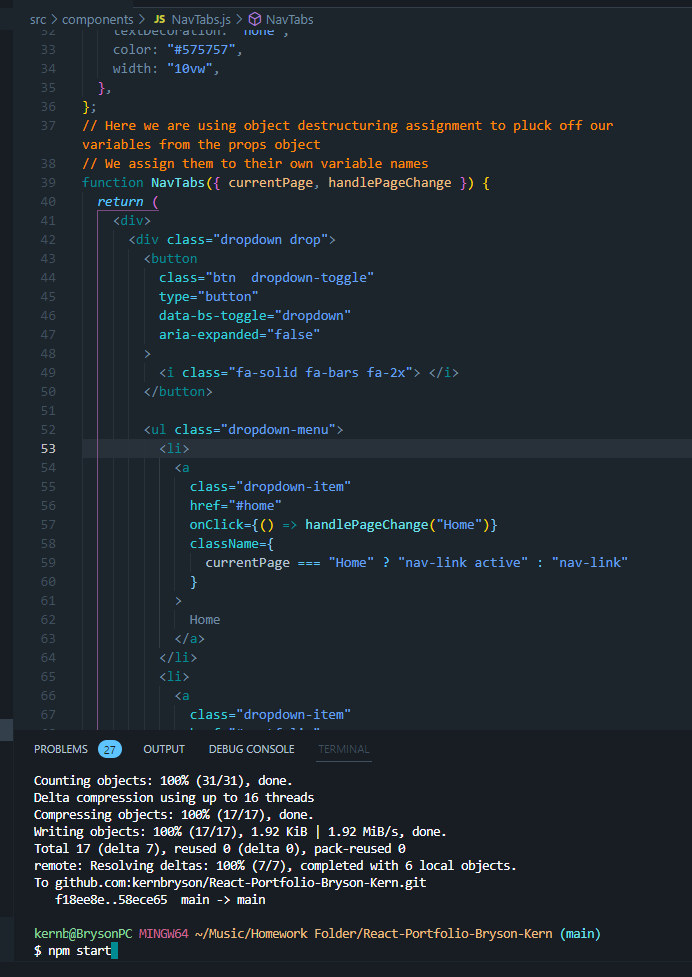 src > components > JS NavTabs.js > NavTabs
32 textDecoration: "none",
33 color: "#575757",
34 width: "10vw",
35 },
36 };
37 // Here we are using object destructuring assignment to pluck off our
variables from the props object
38 // We assign them to their own variable names
39 function NavTabs({ currentPage, handlePageChange }) {
40 return (
41 <div>
42 <div class="dropdown drop">
43 <button
44 class="btn  dropdown-toggle"
45 type="button"
46 data-bs-toggle="dropdown"
47 aria-expanded="false"
48 >
49 <i class="fa-solid fa-bars fa-2x"> </i>
50 </button>
51
52 <ul class="dropdown-menu">
53 <li>
54 <a
55 class="dropdown-item"
56 href="#home"
57 onClick={() => handlePageChange("Home")}
58 className={
59 currentPage === "Home" ? "nav-link active" : "nav-link"
60 }
61 >
62 Home
63 </a>
64 </li>
65 <li>
66 <a
67 class="dropdown-item"
PROBLEMS 27 OUTPUT DEBUG CONSOLE TERMINAL
Counting objects: 100% (31/31), done.
Delta compression using up to 16 threads
Compressing objects: 100% (17/17), done.
Writing objects: 100% (17/17), 1.92 KiB | 1.92 MiB/s, done.
Total 17 (delta 7), reused 0 (delta 0), pack-reused 0
remote: Resolving deltas: 100% (7/7), completed with 6 local objects.
To github.com:kernbryson/React-Portfolio-Bryson-Kern.git
f18ee8e..58ece65  main -> main
kernb@BrysonPC MINGW64 ~/Music/Homework Folder/React-Portfolio-Bryson-Kern (main)
$ npm start